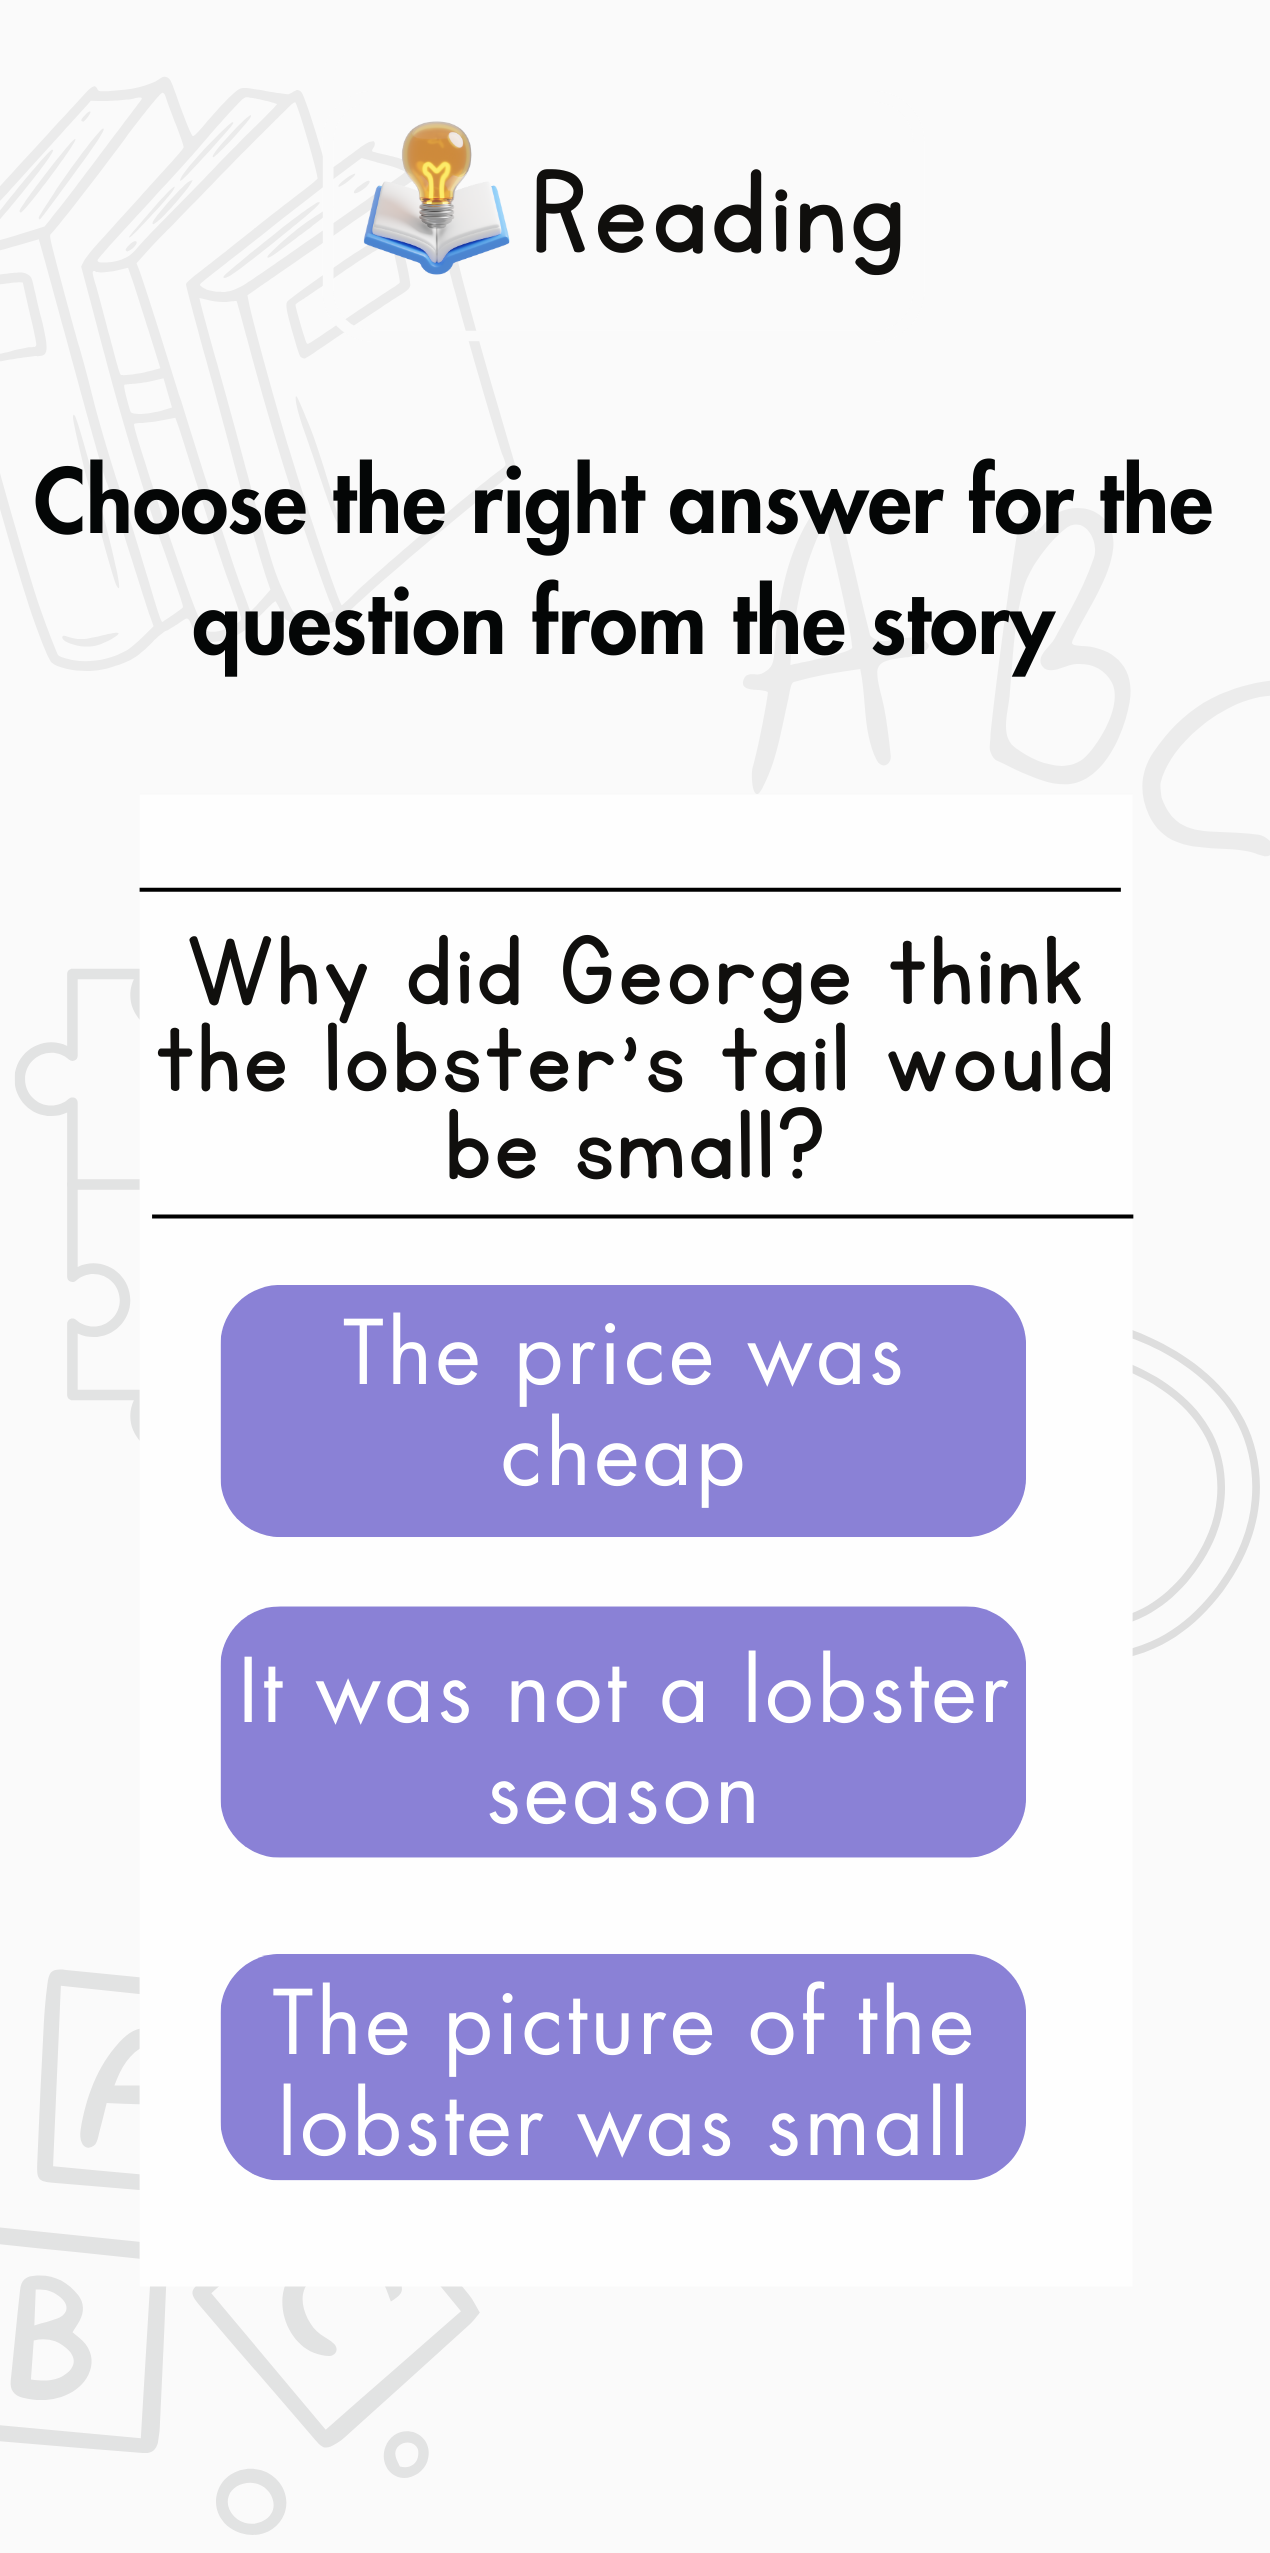 Reading
Choose the right answer for the
question from the story
Why did George think
the lobster’s tail would
be small?
The price was
cheap
It was not a lobster
season
The picture of the
lobster was small
A B
A
B
C